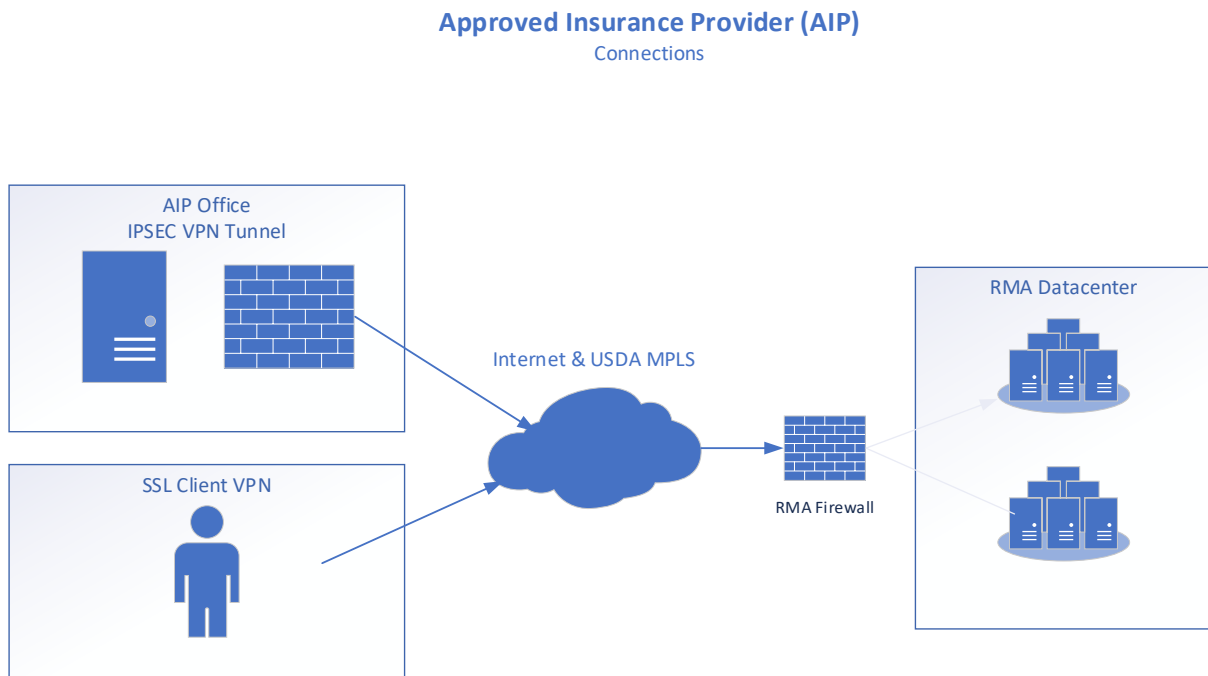 Approved Insurance Provider (AIP)
Connections
AIP Office
IPSEC VPN Tunnel
SSL Client VPN
Internet & USDA MPLS
RMA Firewall
RMA Datacenter